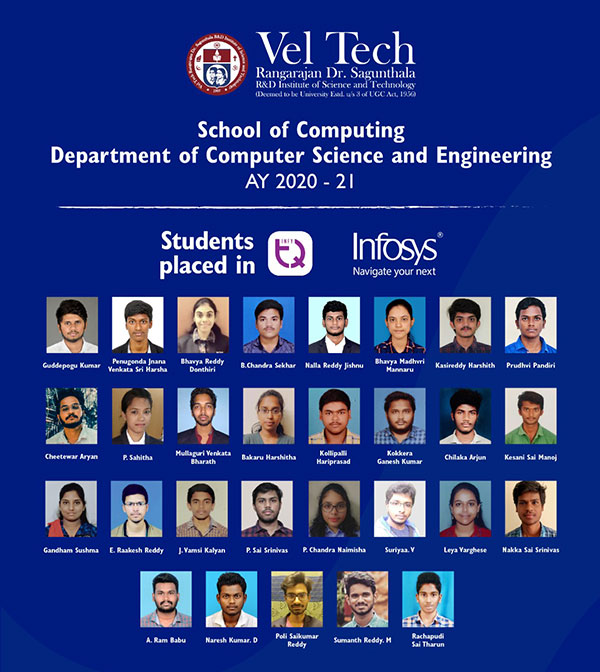 Vel Tech
Rangarajan Dr. Sagunthala
R&D Institute of Science and Technology
(Deemed to be University Estd. u/s 3 of UGC Act, 1956)
School of Computing
Department of Computer Science and Engineering
AY 2020 - 21
Students
placed in
INFY
TQ
Infosys®
Navigate your next
Guddepogu Kumar
Penugonda Jnana
Venkata Sri Harsha
Bhavya Reddy
Donthiri
B.Chandra Sekhar
Nalla Reddy Jishnu
Bhavya Madhvri
Mannaru
Kasireddy Harshith
Prudhvi Pandiri
Cheetewar Aryan
P. Sahitha
Mullaguri Venkata
Bharath
Bakaru Harshitha
Kollipalli
Hariprasad
Kokkera
Ganesh Kumar
Chilaka Arjun
Kesani Sai Manoj
Gandham Sushma
E. Raakesh Reddy
J. Vamsi Kalyan
P. Sai Srinivas
P. Chandra Naimisha
Suriyaa. V
Leya Varghese
Nakka Sai Srinivas
A. Ram Babu
Naresh Kumar. D
Poli Saikumar
Reddy
Sumanth Reddy. M
Rachapudi
Sai Tharun